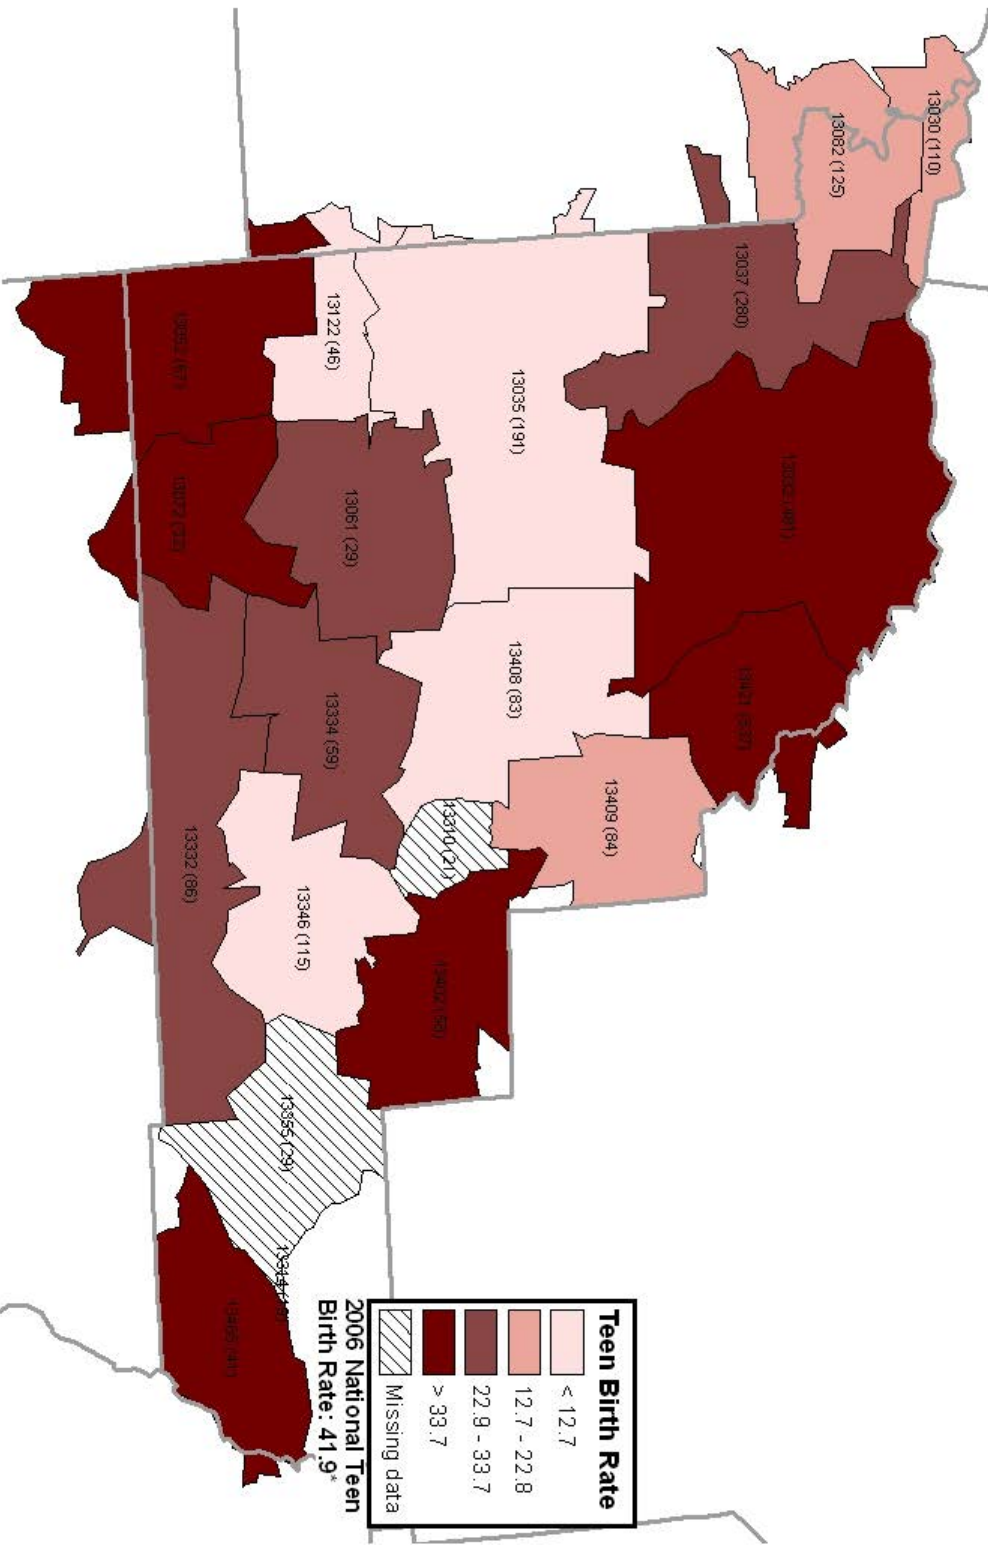 13030 (110)
13082 (125)
13037 (280)
13122 (46)
13035 (191)
13061 (29)
13408 (83)
13334 (59)
13409 (84)
13310 (21)
13332 (86)
13346 (115)
13355 (29)
Teen Birth Rate
< 12.7
12.7 - 22.8
22.9 - 33.7
> 33.7
Missing data
2006 National Teen
Birth Rate: 41.9*